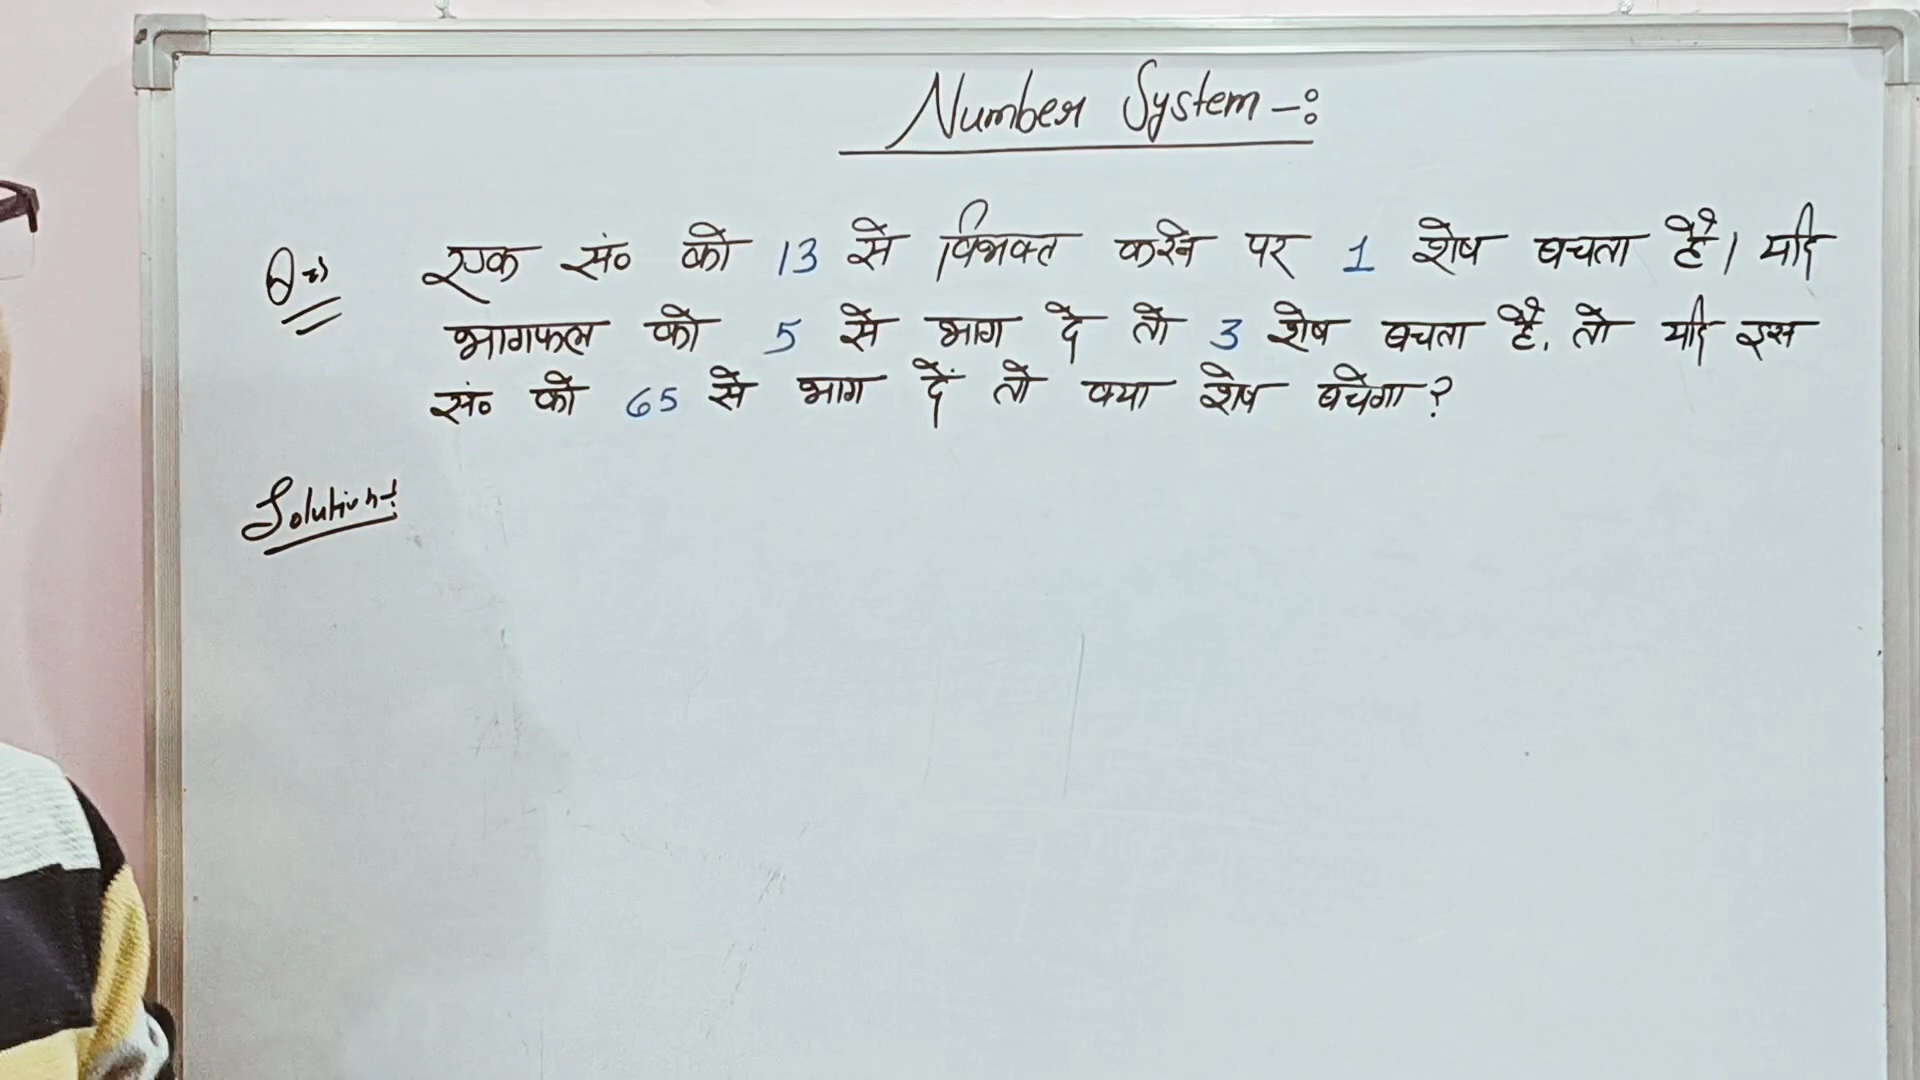 Number System -:
Q⇒ एक सं० को 13 से विभक्त करने पर 1 शेष बचता है। यदि
भागफल को 5 से भाग दे तो 3 शेष बचता है, तो यदि इस
सं० को 65 से भाग दें तो क्या शेष बचेगा?
Solution-: